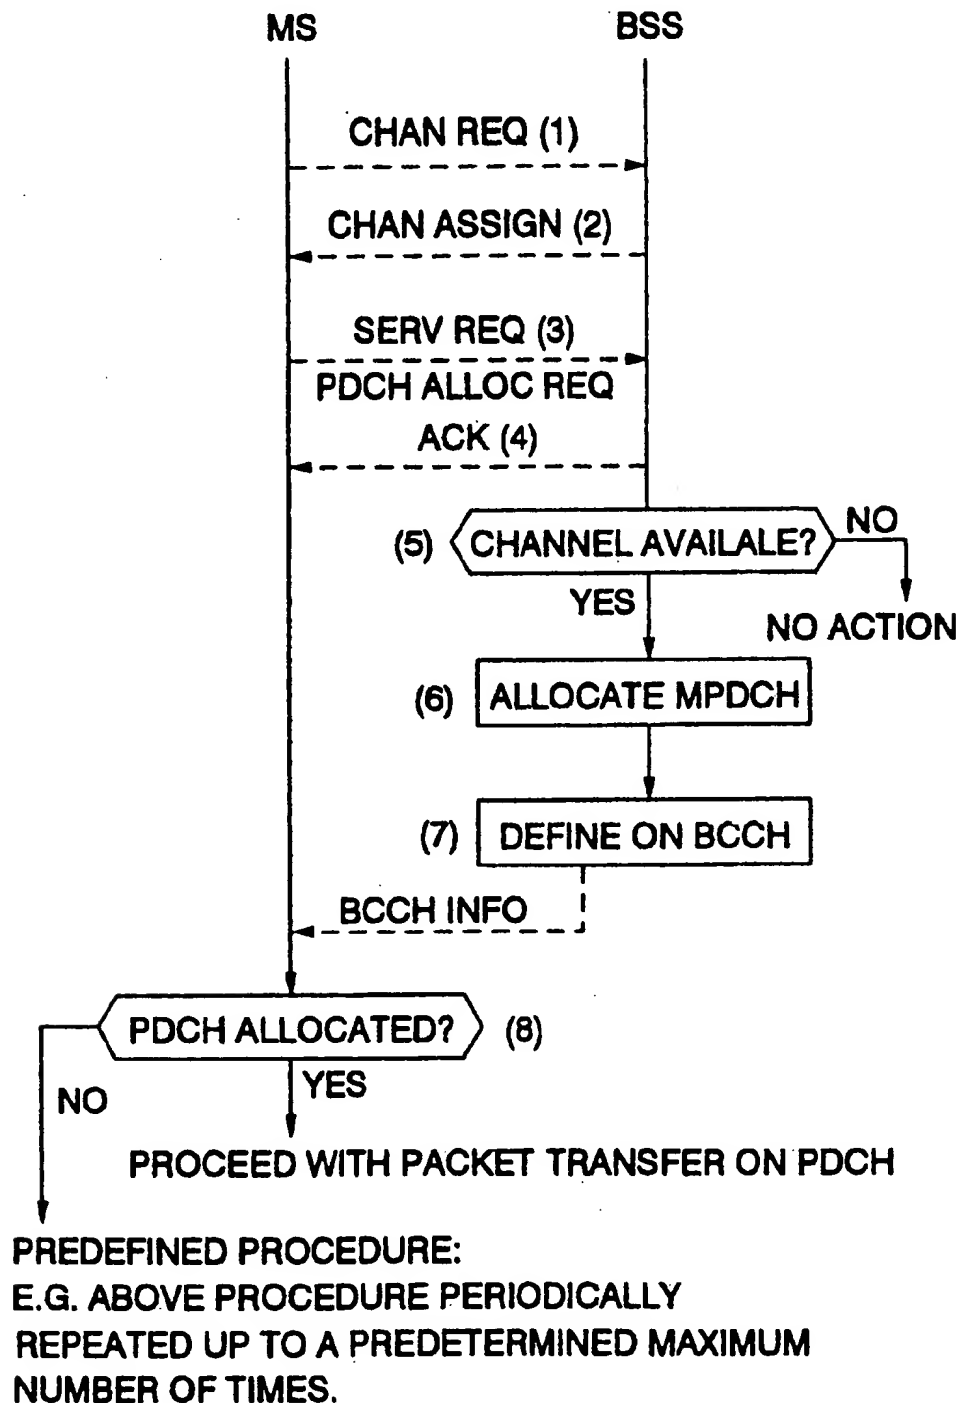 MS
BSS
CHAN REQ (1)
CHAN ASSIGN (2)
SERV REQ (3)
PDCH ALLOC REQ
ACK (4)
(5)
CHANNEL AVAILALE?
NO
YES
NO ACTION
(6)
ALLOCATE MPDCH
(7)
DEFINE ON BCCH
BCCH INFO
PDCH ALLOCATED?
(8)
YES
NO
PROCEED WITH PACKET TRANSFER ON PDCH
PREDEFINED PROCEDURE:
E.G. ABOVE PROCEDURE PERIODICALLY
REPEATED UP TO A PREDETERMINED MAXIMUM
NUMBER OF TIMES.